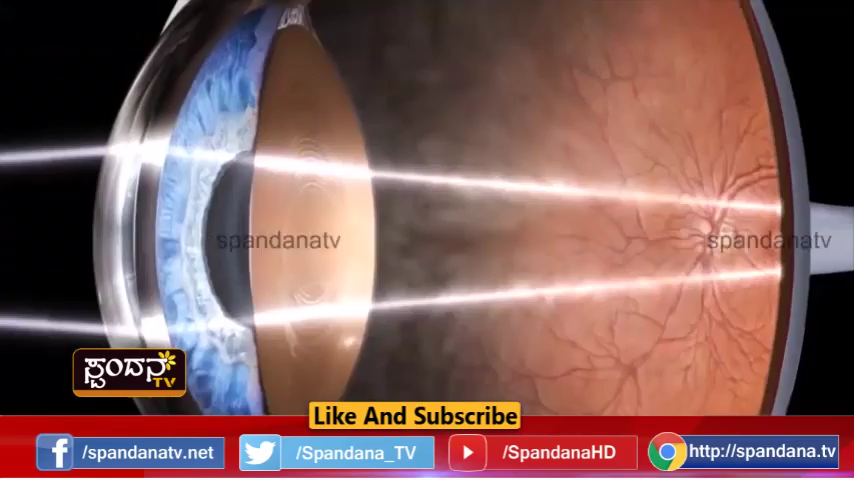 spandanatv
spandanatv
ಸ್ಪಂದನ
TV
Like And Subscribe
/spandanatv.net
/Spandana_TV
/SpandanaHD
http://spandana.tv